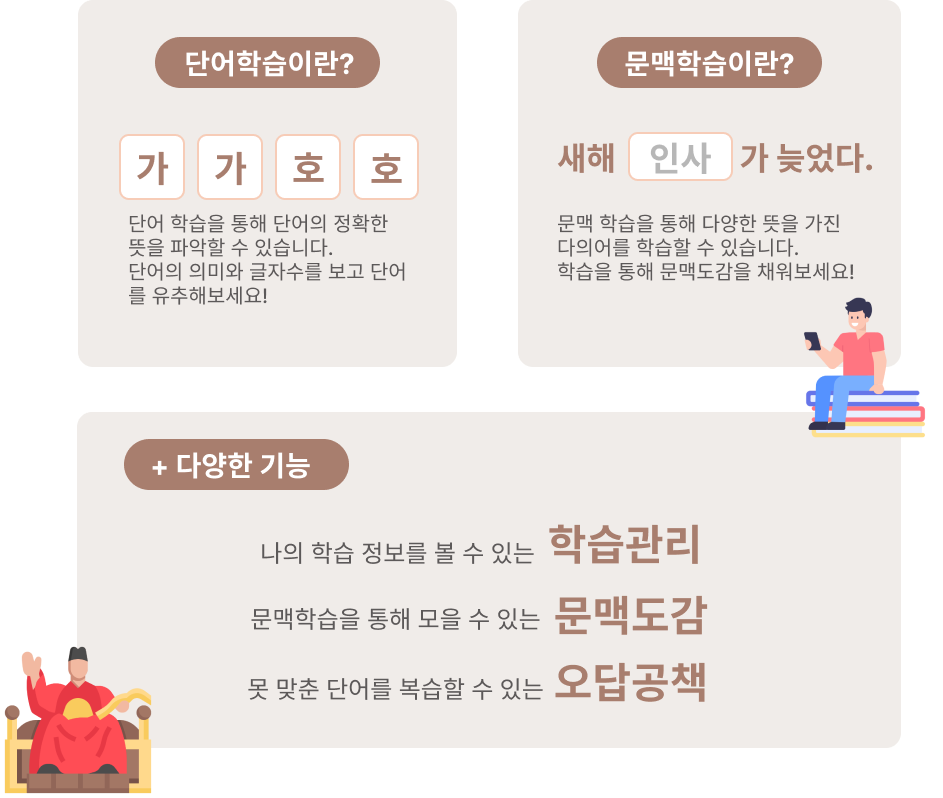 단어학습이란?
가 가 호 호
단어 학습을 통해 단어의 정확한
뜻을 파악할 수 있습니다.
단어의 의미와 글자수를 보고 단어
를 유추해보세요!
문맥학습이란?
새해 인사 가 늦었다.
문맥 학습을 통해 다양한 뜻을 가진
다의어를 학습할 수 있습니다.
학습을 통해 문맥도감을 채워보세요!
+ 다양한 기능
나의 학습 정보를 볼 수 있는 학습관리
문맥학습을 통해 모을 수 있는 문맥도감
못 맞춘 단어를 복습할 수 있는 오답공책